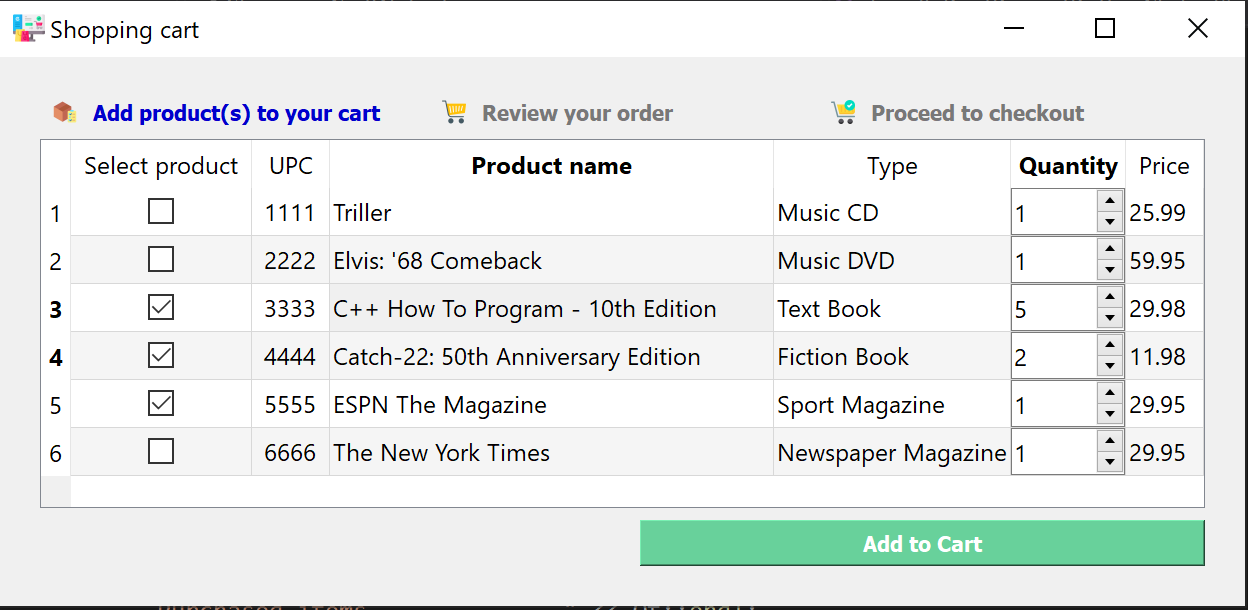 Shopping cart
Add product(s) to your cart Review your order Proceed to checkout
Select product UPC Product name Type Quantity Price
1 1111 Triller Music CD 1 25.99
2 2222 Elvis: '68 Comeback Music DVD 1 59.95
3 3333 C++ How To Program - 10th Edition Text Book 5 29.98
4 4444 Catch-22: 50th Anniversary Edition Fiction Book 2 11.98
5 5555 ESPN The Magazine Sport Magazine 1 29.95
6 6666 The New York Times Newspaper Magazine 1 29.95
Add to Cart